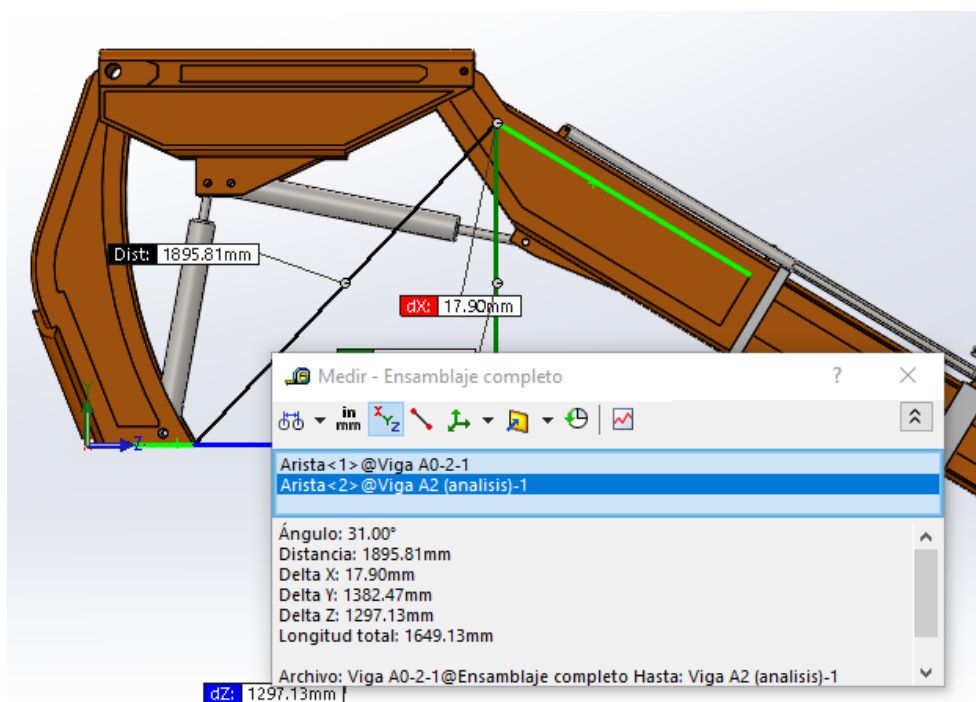 Dist: 1895.81mm
dX: 17.90mm
Medir - Ensamblaje completo
?
in
mm
X
Y
Z
Arista<1>@Viga A0-2-1
Arista<2>@Viga A2 (analisis)-1
Ángulo: 31.00°
Distancia: 1895.81mm
Delta X: 17.90mm
Delta Y: 1382.47mm
Delta Z: 1297.13mm
Longitud total: 1649.13mm
Archivo: Viga A0-2-1@Ensamblaje completo Hasta: Viga A2 (analisis)-1
dZ: 1297.13mm
Y
Z